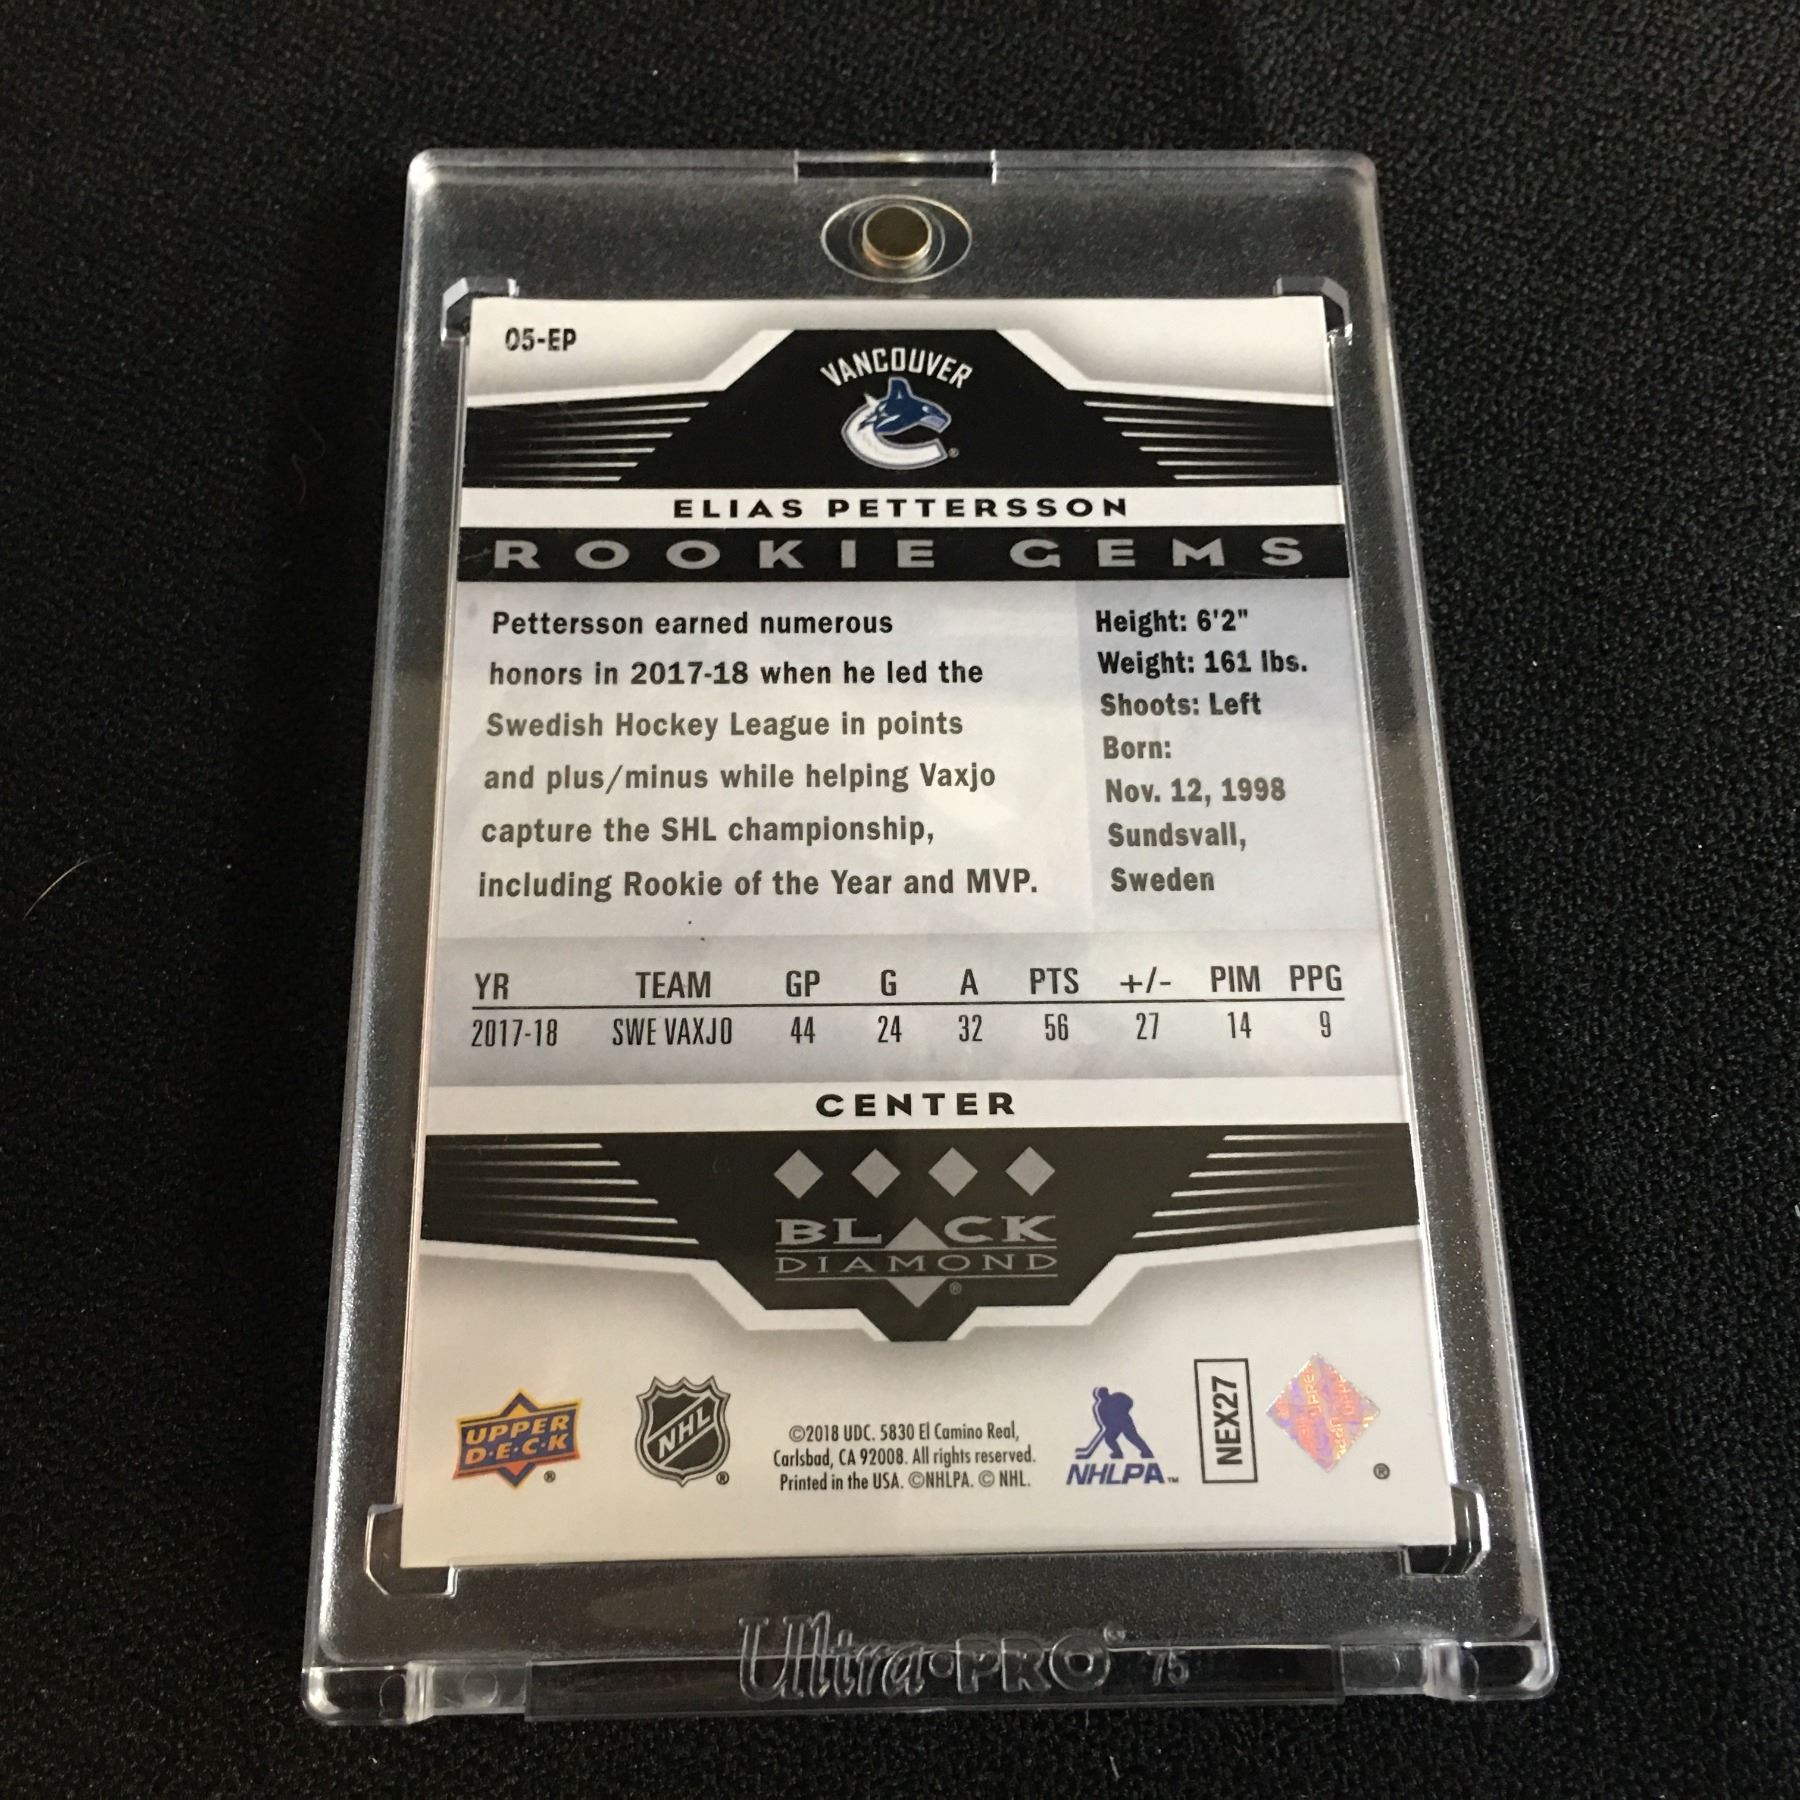 05-EP
VANCOUVER
®
ELIAS PETTERSSON
ROOKIE GEMS
Pettersson earned numerous
honors in 2017-18 when he led the
Swedish Hockey League in points
and plus/minus while helping Vaxjo
capture the SHL championship,
including Rookie of the Year and MVP.
Height: 6'2"
Weight: 161 lbs.
Shoots: Left
Born:
Nov. 12, 1998
Sundsvall,
Sweden
YR TEAM GP G A PTS +/- PIM PPG
2017-18 SWE VAXJO 44 24 32 56 27 14 9
CENTER
BLACK
DIAMOND
®
UPPER
D·E·C·K
®
NHL
®
©2018 UDC. 5830 El Camino Real,
Carlsbad, CA 92008. All rights reserved.
Printed in the USA. ©NHLPA. © NHL.
NHLPA™
NEX27
®
Ultra·PRO 75